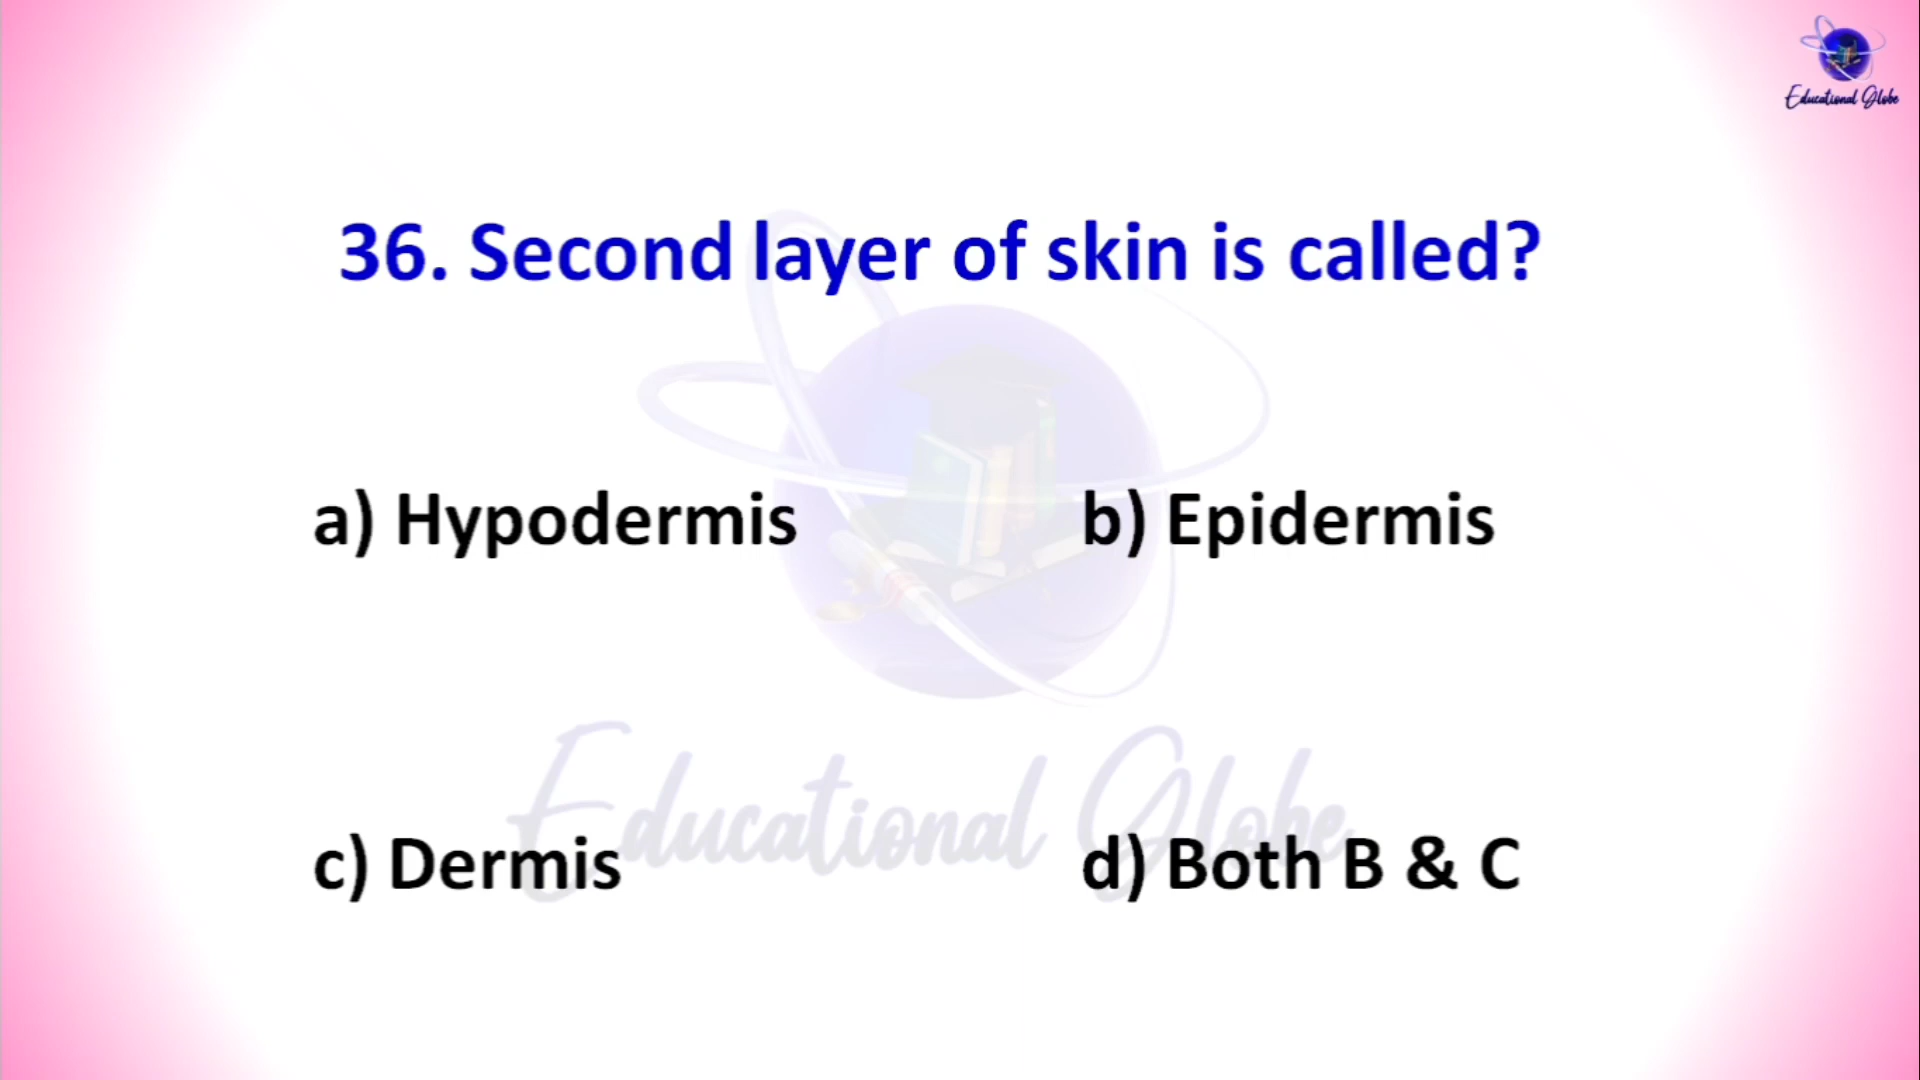 Educational Globe
36. Second layer of skin is called?
a) Hypodermis
b) Epidermis
c) Dermis
d) Both B & C
Educational Globe